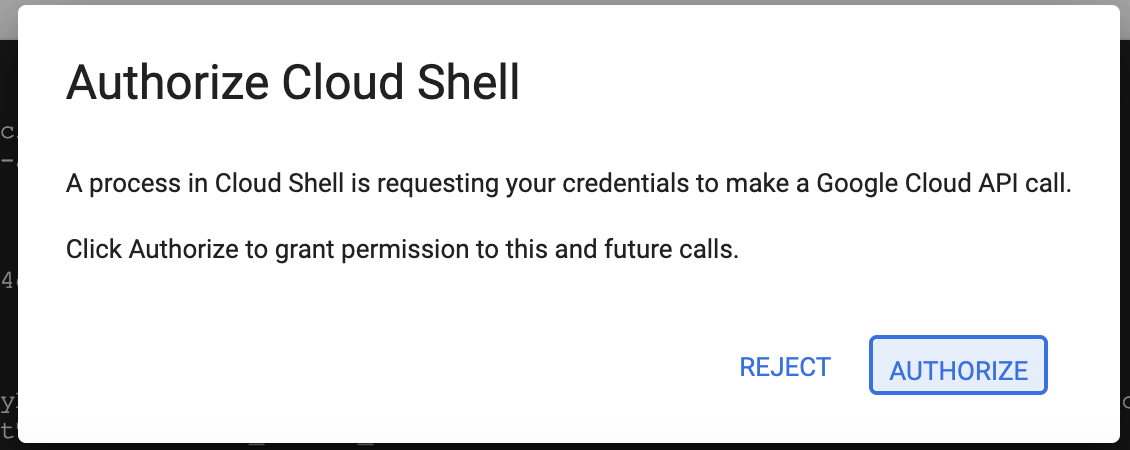 Authorize Cloud Shell
A process in Cloud Shell is requesting your credentials to make a Google Cloud API call.
Click Authorize to grant permission to this and future calls.
REJECT
AUTHORIZE